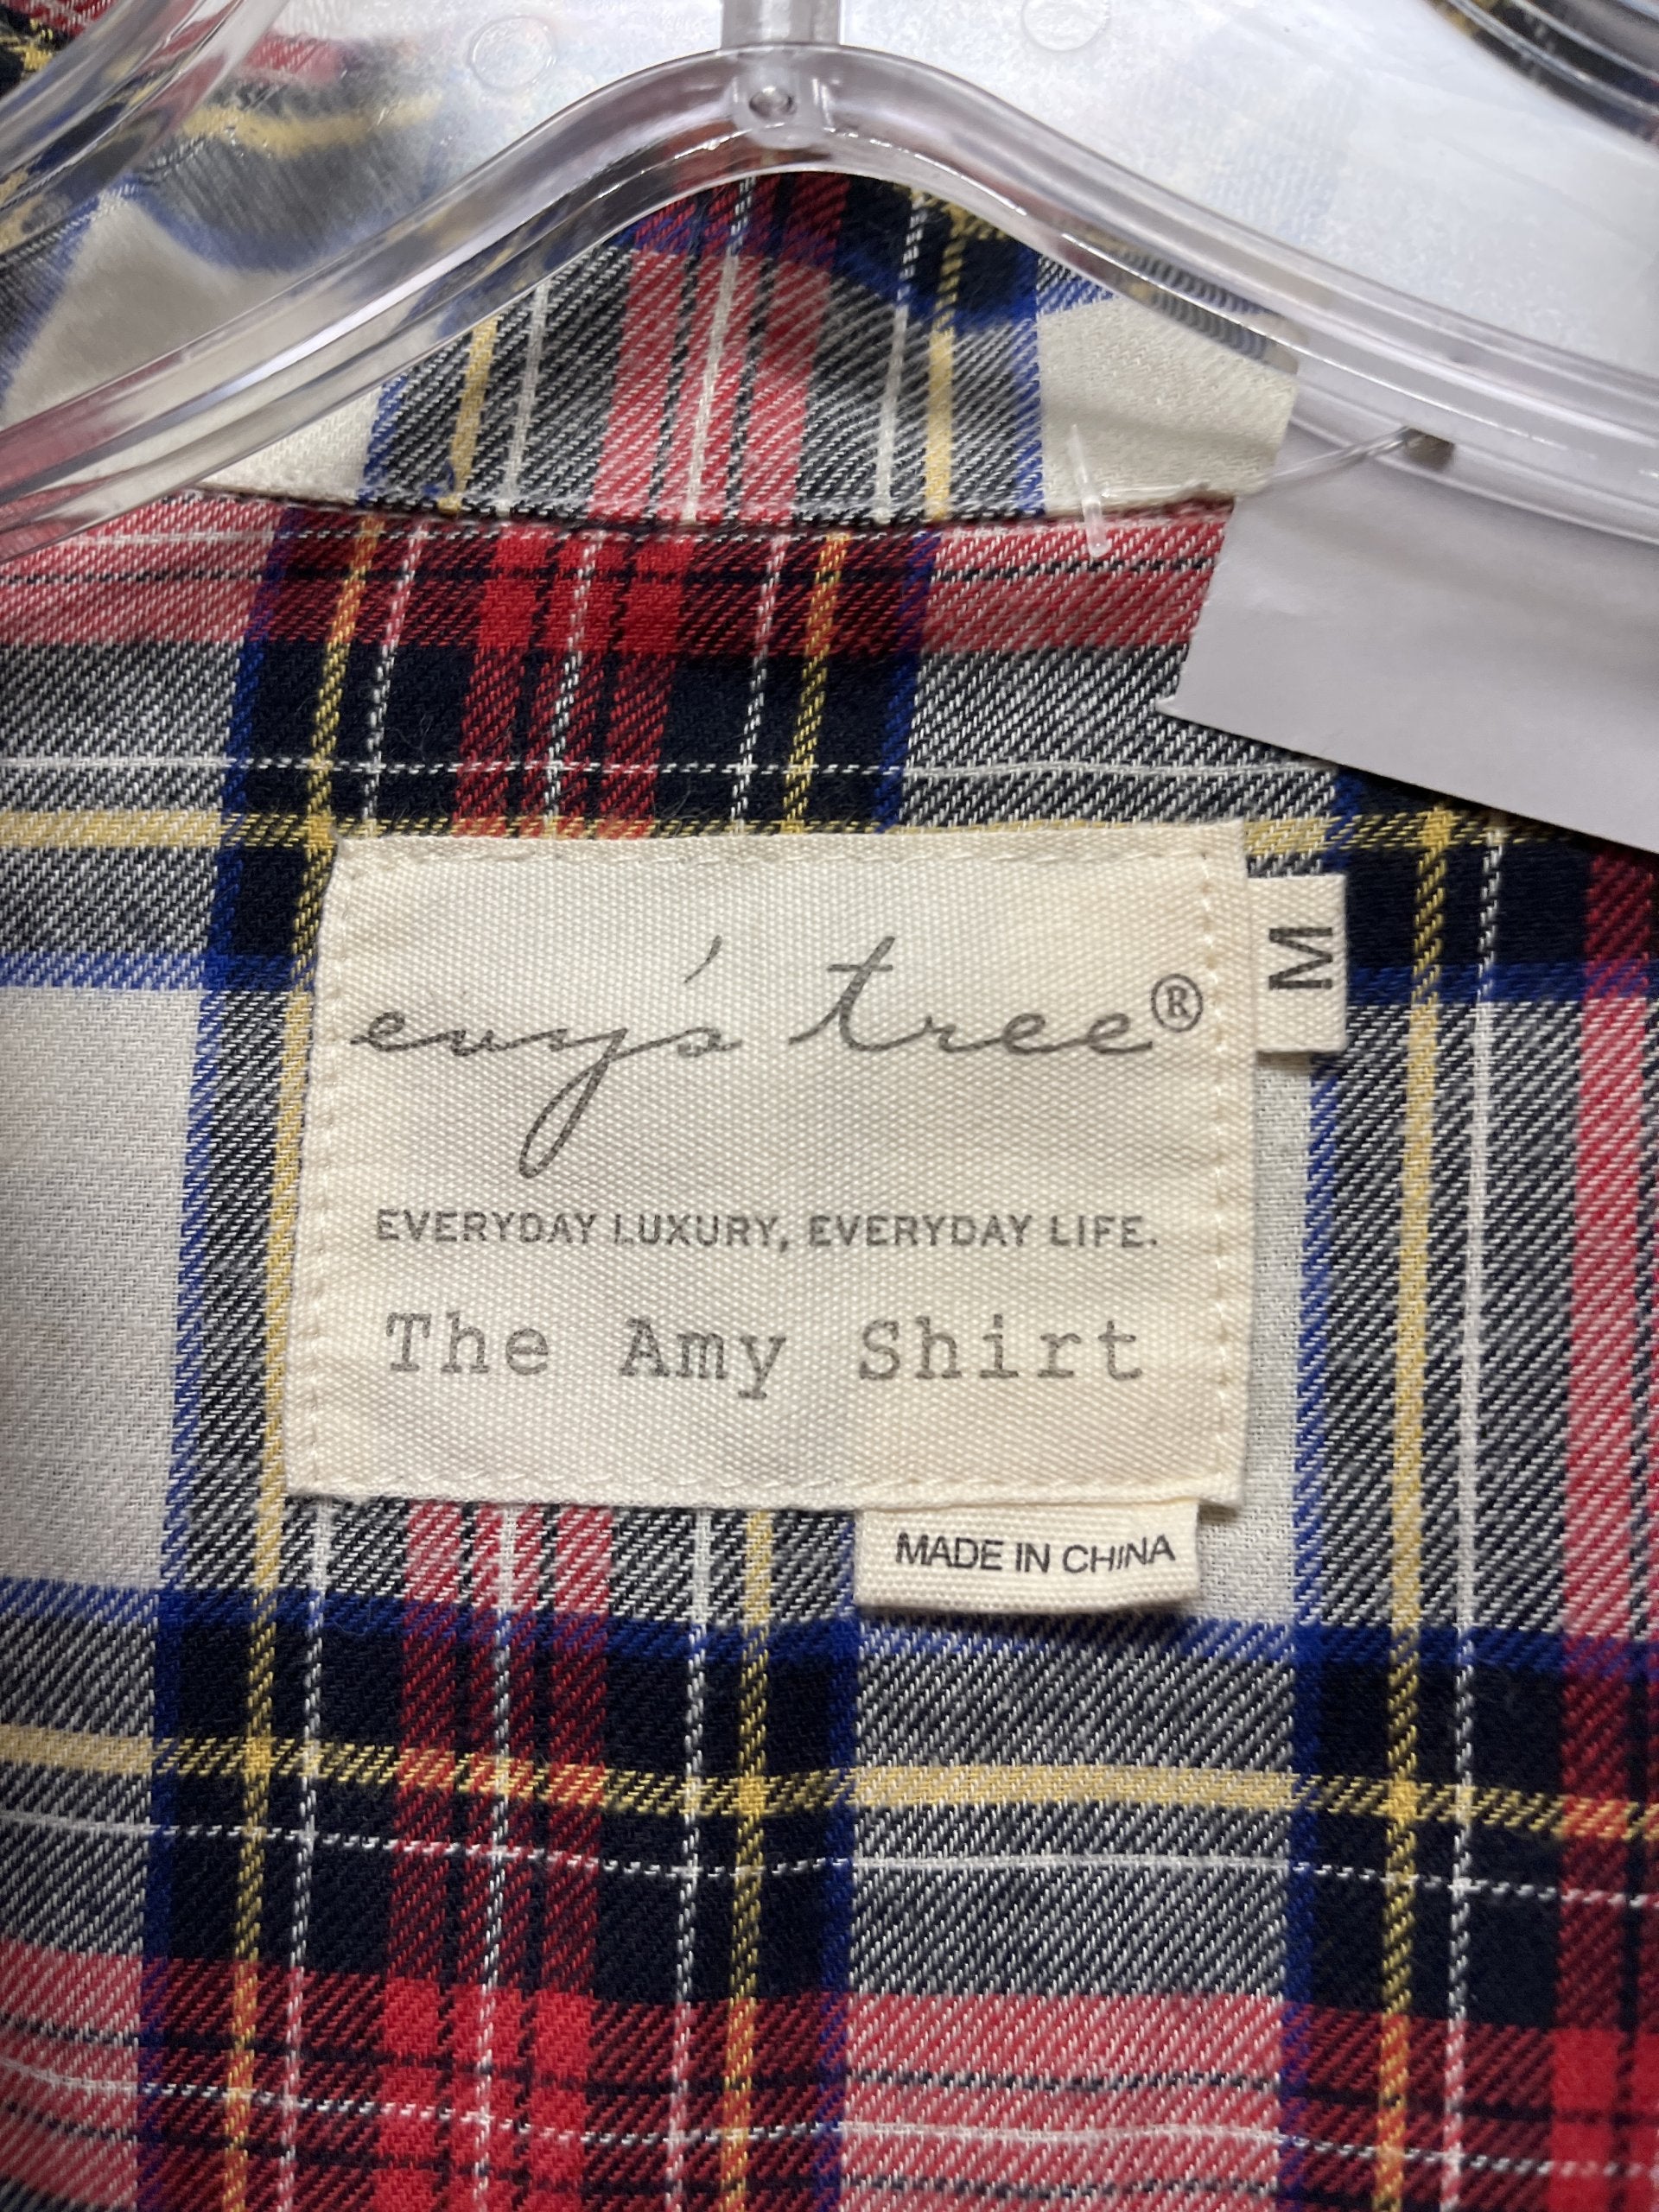 evy's tree®
M
EVERYDAY LUXURY, EVERYDAY LIFE.
The Amy Shirt
MADE IN CHINA